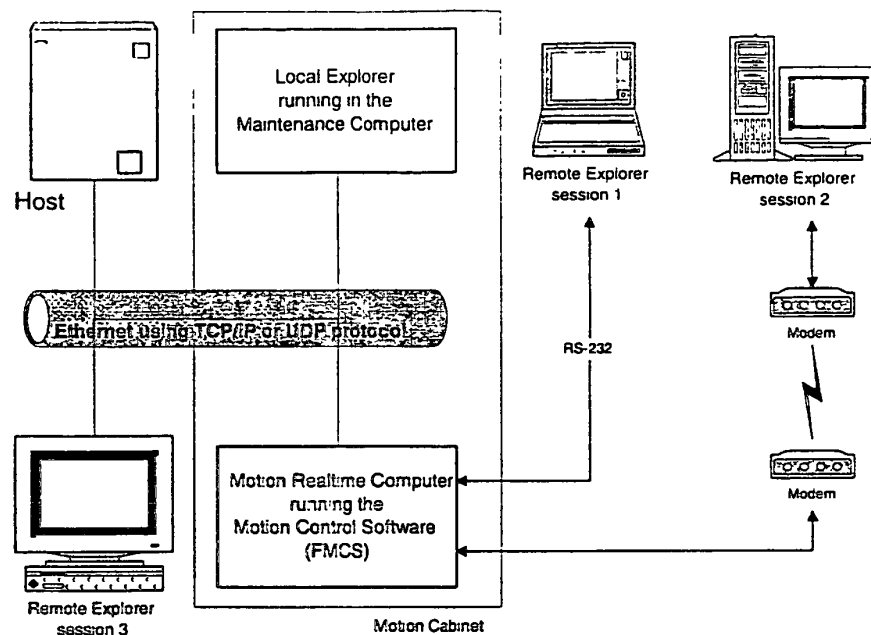 Local Explorer
running in the
Maintenance Computer
Host
Remote Explorer
session 1
Remote Explorer
session 2
Ethernet using TCP/IP or UDP protocol
Modem
RS-232
Modem
Motion Realtime Computer
running the
Motion Control Software
(FMCS)
Remote Explorer
session 3
Motion Cabinet